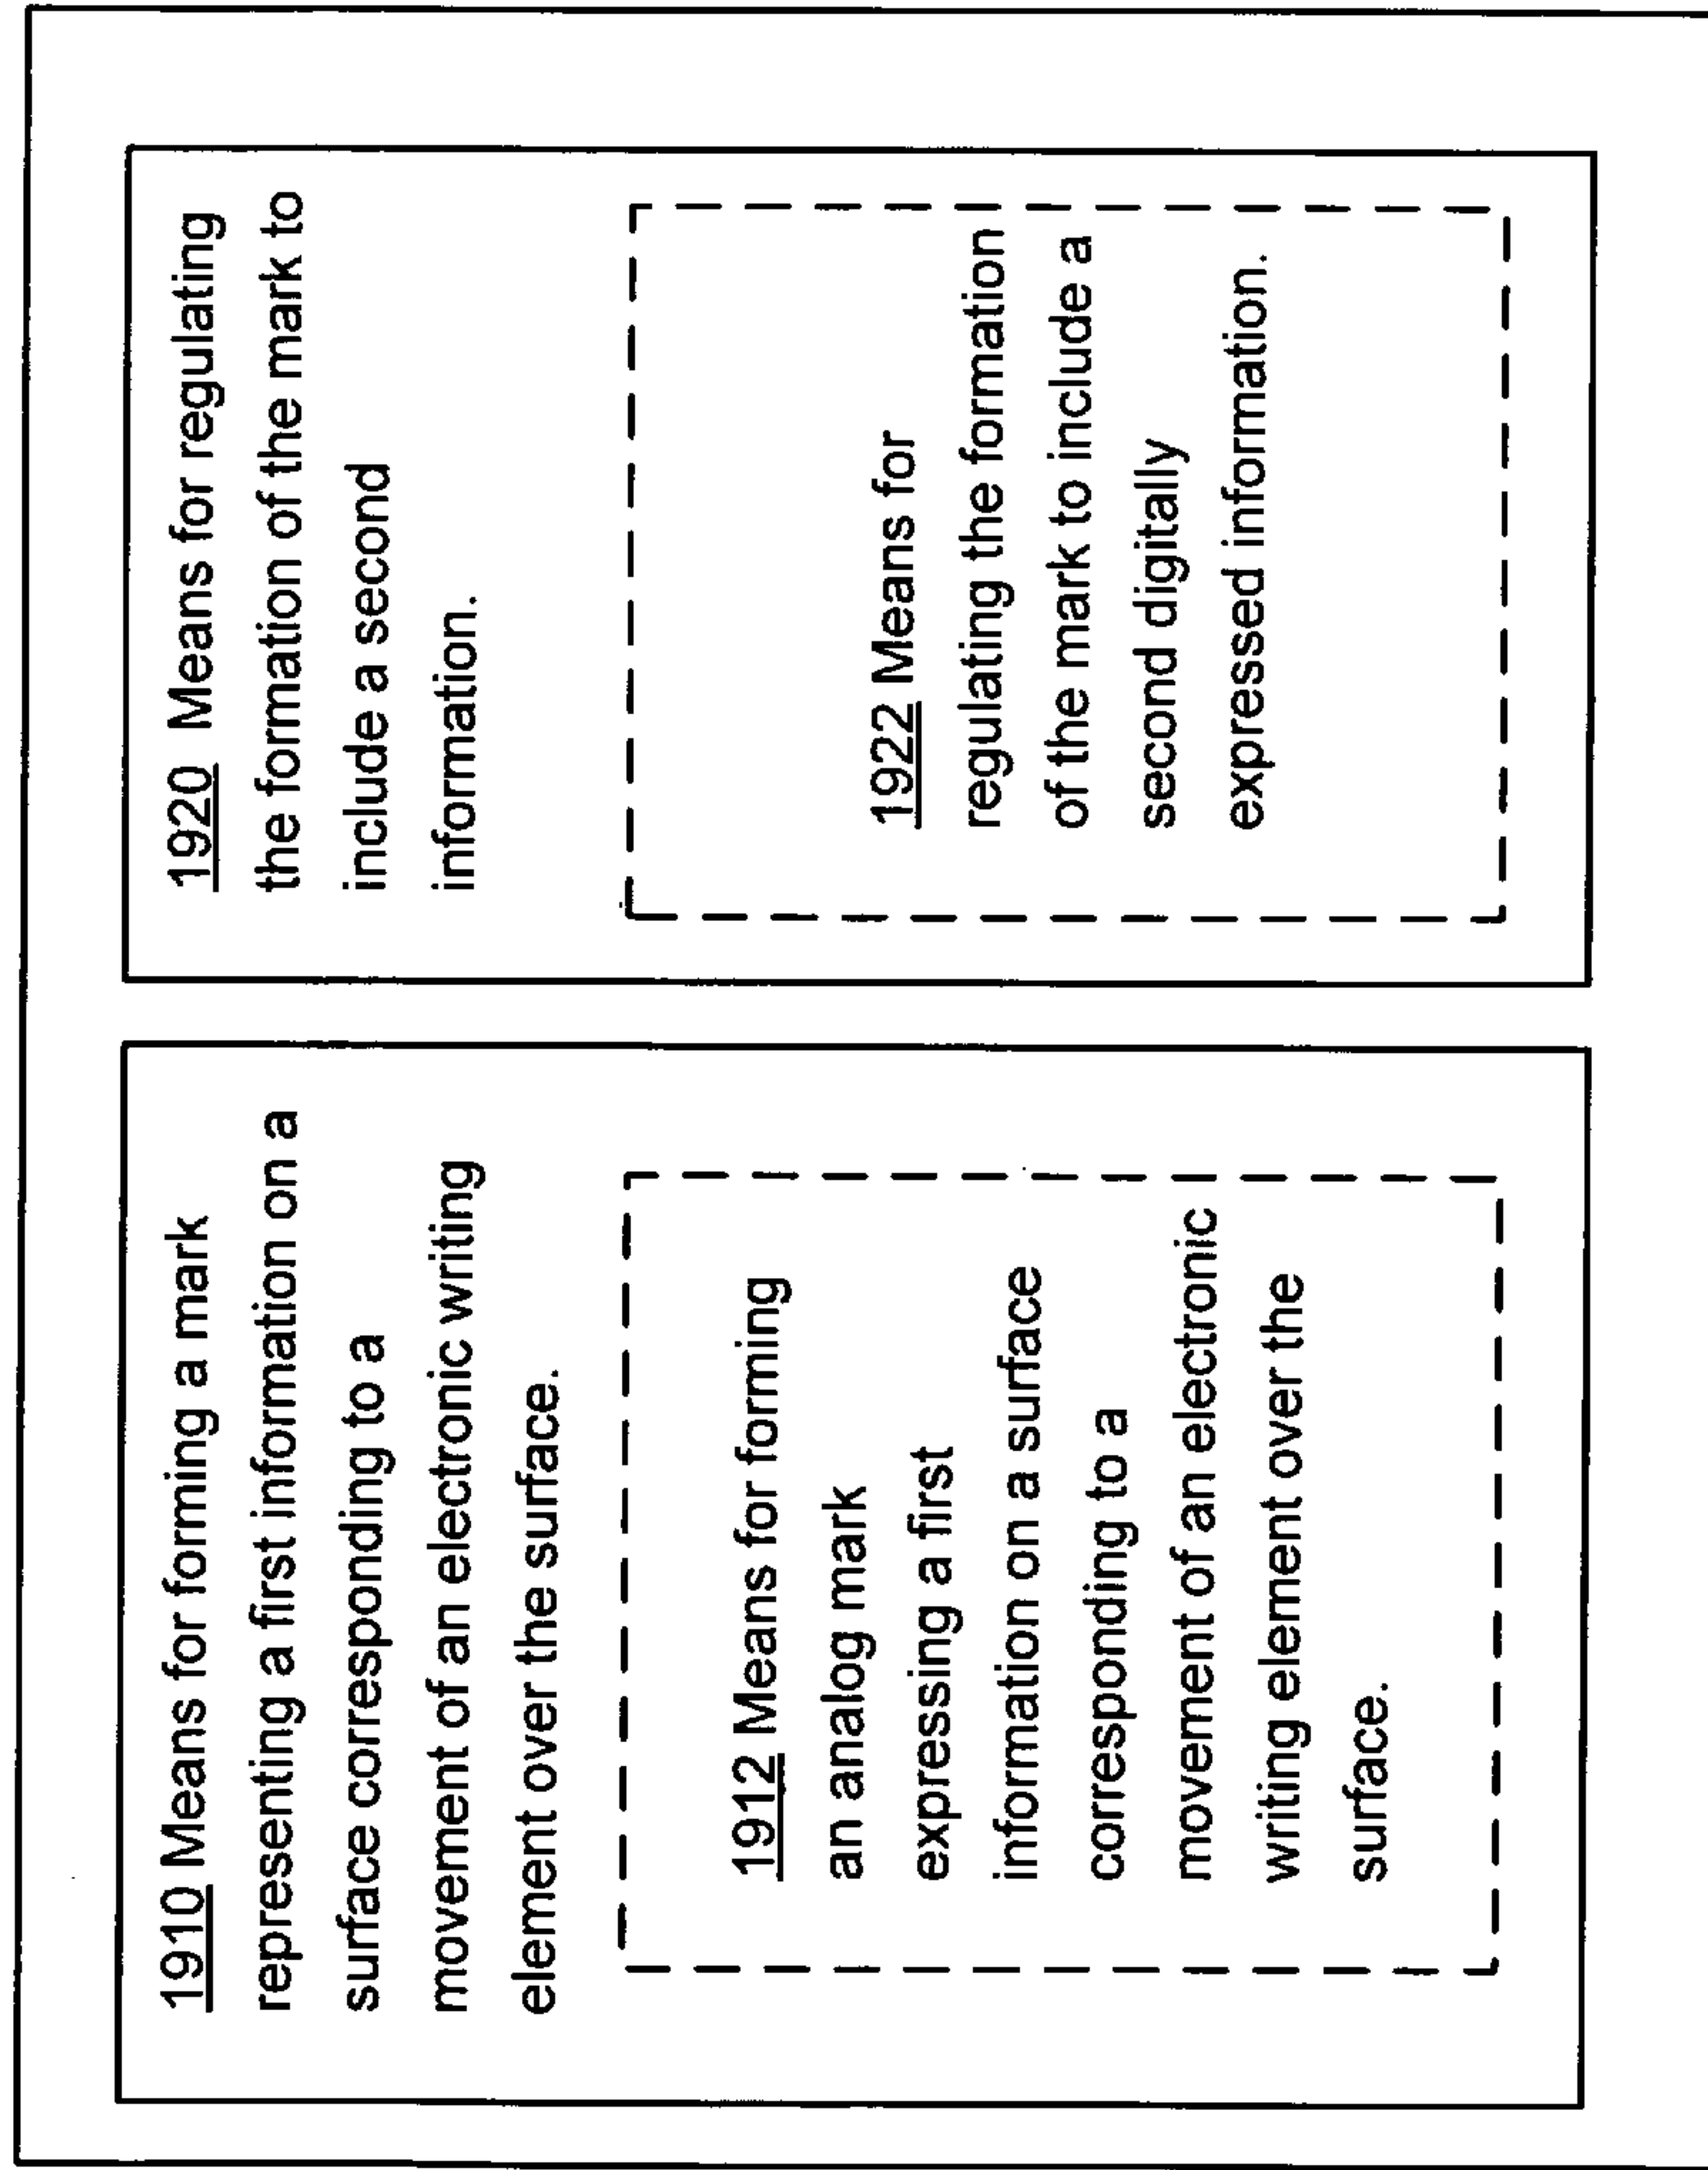 1910 Means for forming a mark
representing a first information on a
surface corresponding to a
movement of an electronic writing
element over the surface.
1912 Means for forming
an analog mark
expressing a first
information on a surface
corresponding to a
movement of an electronic
writing element over the
surface.
1920 Means for regulating
the formation of the mark to
include a second
information.
1922 Means for
regulating the formation
of the mark to include a
second digitally
expressed information.